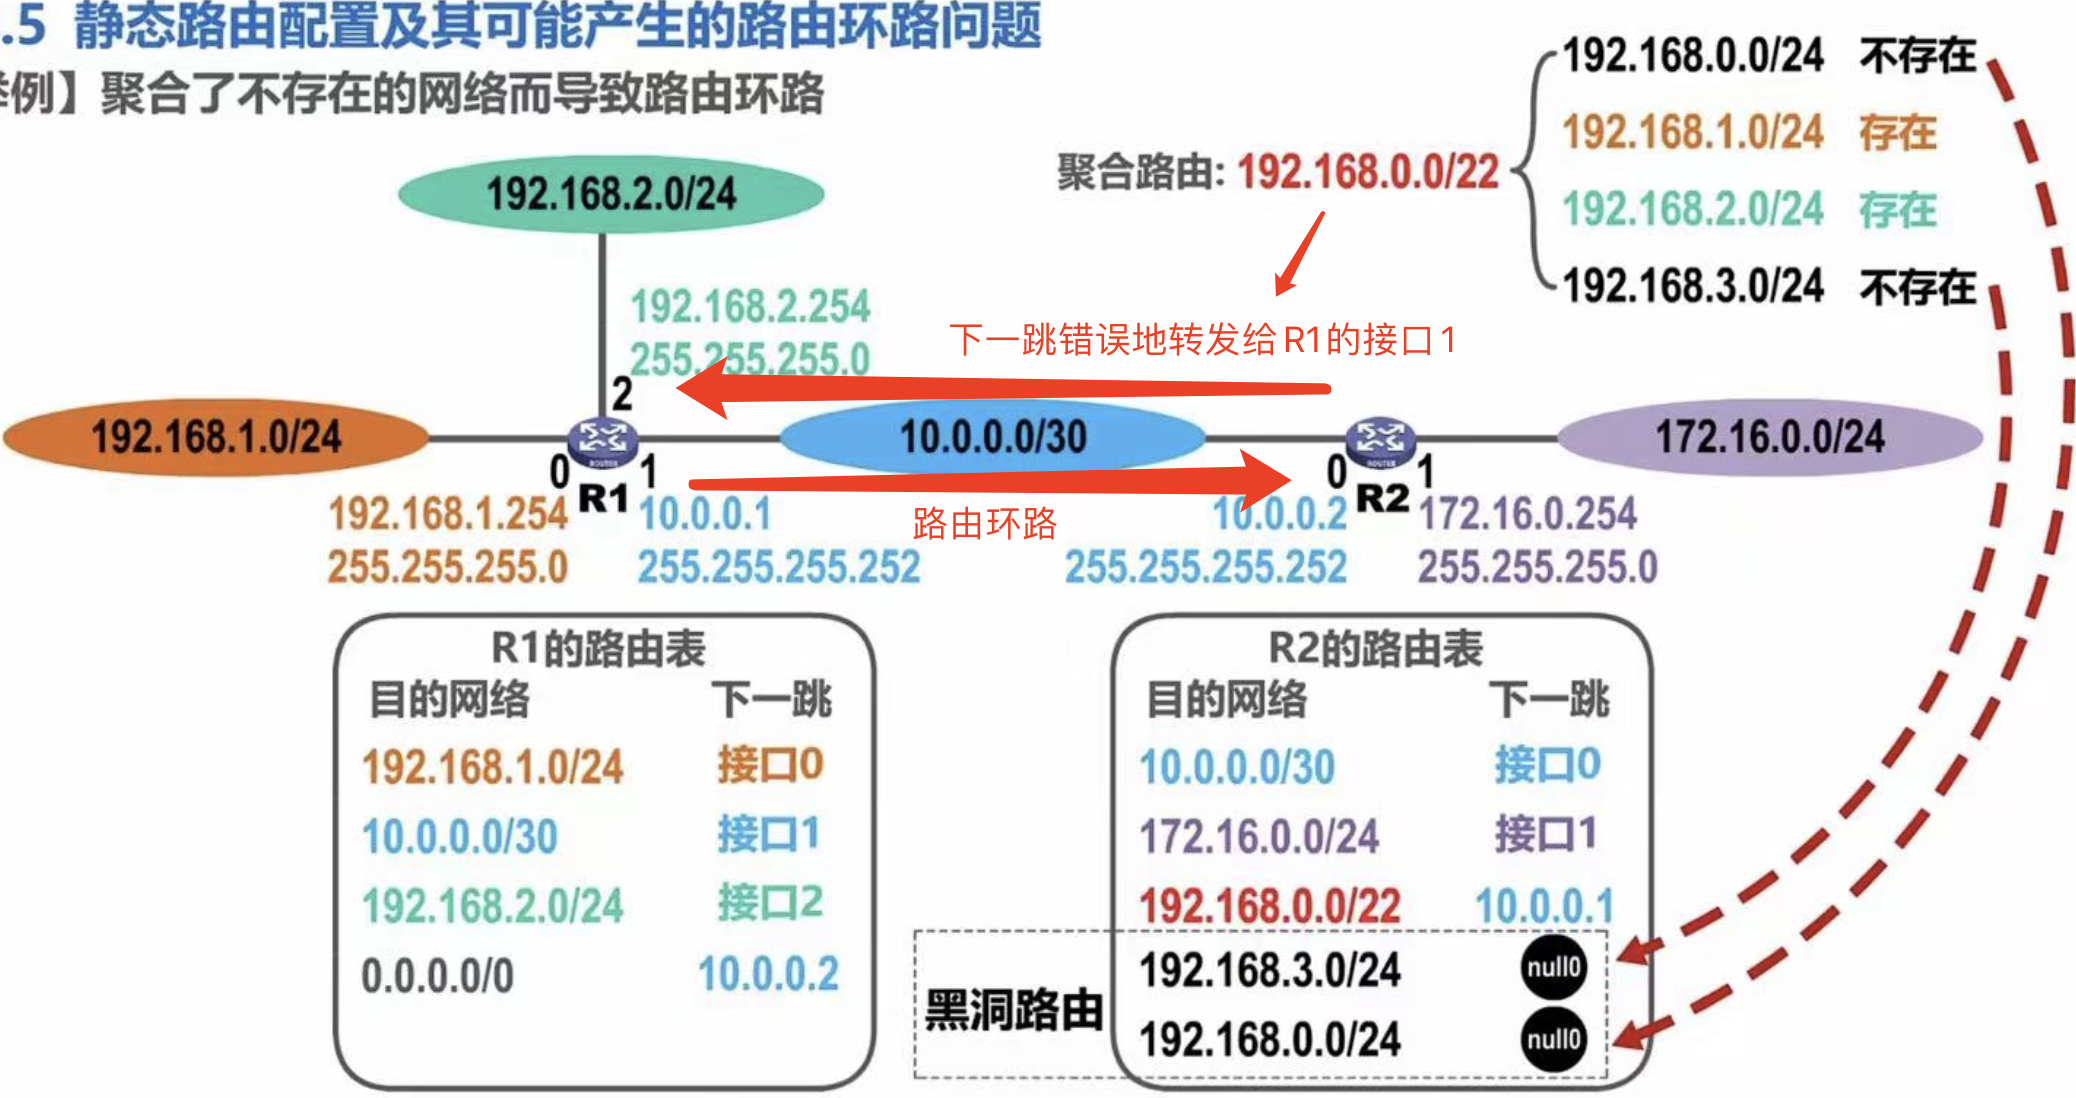 .5 静态路由配置及其可能产生的路由环路问题
例】聚合了不存在的网络而导致路由环路
192.168.0.0/24 不存在
192.168.1.0/24 存在
聚合路由: 192.168.0.0/22
192.168.2.0/24 存在
192.168.3.0/24 不存在
192.168.2.0/24
192.168.2.254
255.255.255.0
下一跳错误地转发给R1的接口1
2
192.168.1.0/24
10.0.0.0/30
172.16.0.0/24
ROUTER
ROUTER
0 R1 1
0 R2 1
192.168.1.254
255.255.255.0
10.0.0.1
255.255.255.252
路由环路
10.0.0.2
255.255.255.252
172.16.0.254
255.255.255.0
R1的路由表
目的网络 下一跳
192.168.1.0/24 接口0
10.0.0.0/30 接口1
192.168.2.0/24 接口2
0.0.0.0/0 10.0.0.2
R2的路由表
目的网络 下一跳
10.0.0.0/30 接口0
172.16.0.0/24 接口1
192.168.0.0/22 10.0.0.1
黑洞路由
192.168.3.0/24 null0
192.168.0.0/24 null0